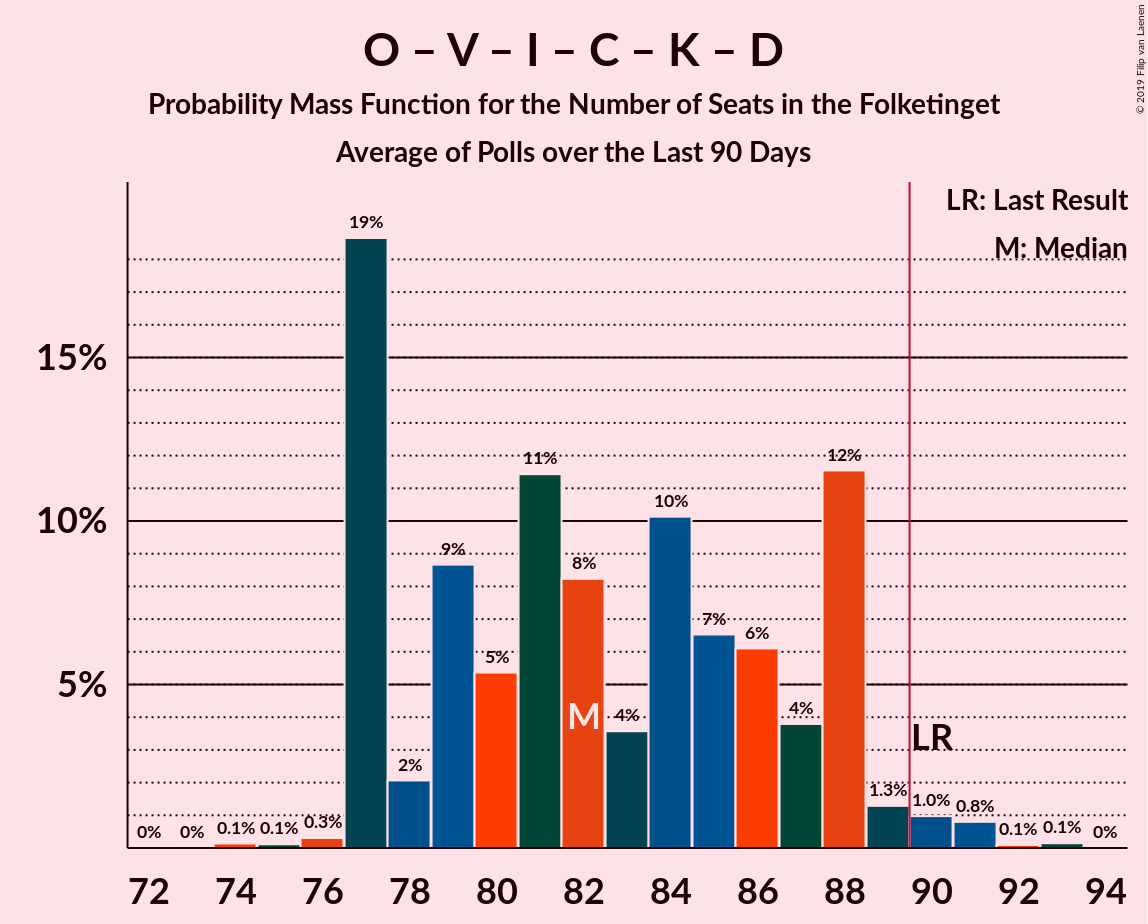 O – V – I – C – K – D
Probability Mass Function for the Number of Seats in the Folketinget
Average of Polls over the Last 90 Days
© 2019 Filip van Laenen
LR: Last Result
M: Median
15%
10%
5%
0%
0%
0.1%
0.1%
0.3%
19%
2%
9%
5%
11%
8%
4%
10%
7%
6%
4%
12%
1.3%
1.0%
0.8%
0.1%
0.1%
0%
M
LR
72 74 76 78 80 82 84 86 88 90 92 94